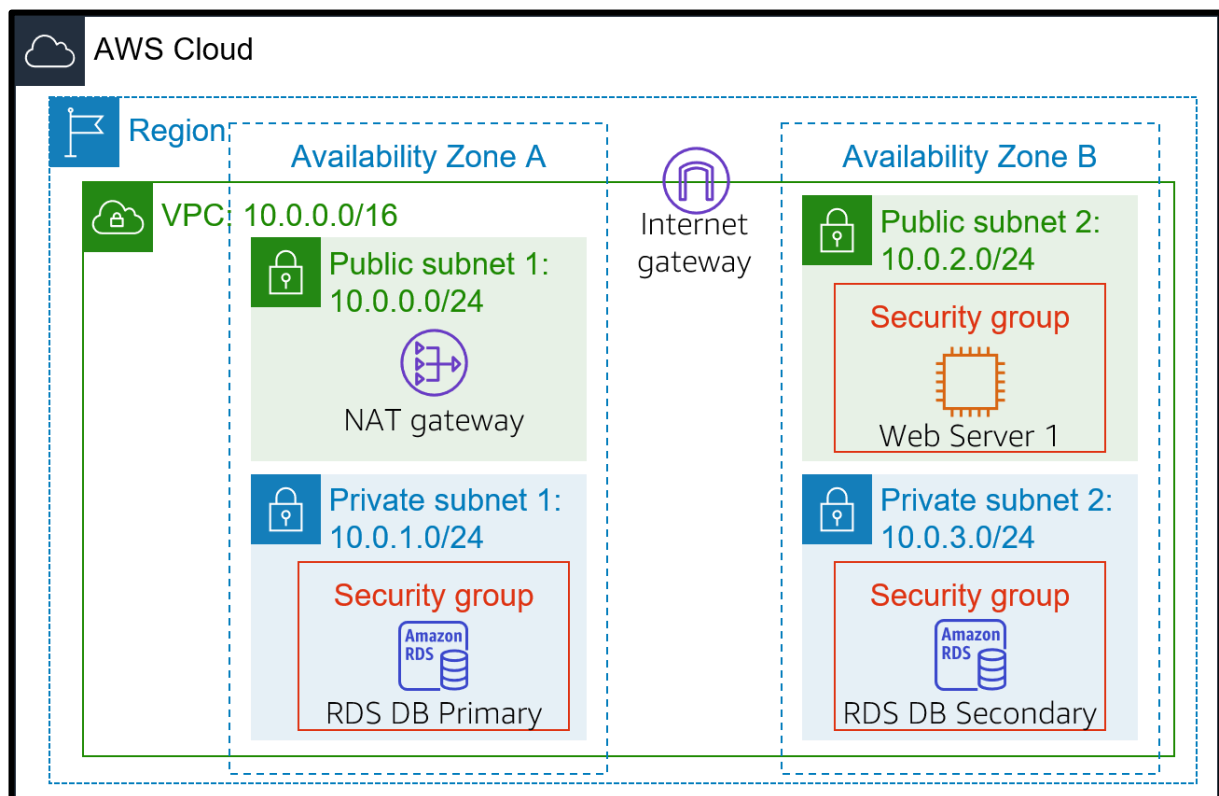 AWS Cloud
Region
Availability Zone A
Availability Zone B
VPC: 10.0.0.0/16
Internet
gateway
Public subnet 1:
10.0.0.0/24
NAT gateway
Public subnet 2:
10.0.2.0/24
Security group
Web Server 1
Private subnet 1:
10.0.1.0/24
Security group
Amazon
RDS
RDS DB Primary
Private subnet 2:
10.0.3.0/24
Security group
Amazon
RDS
RDS DB Secondary